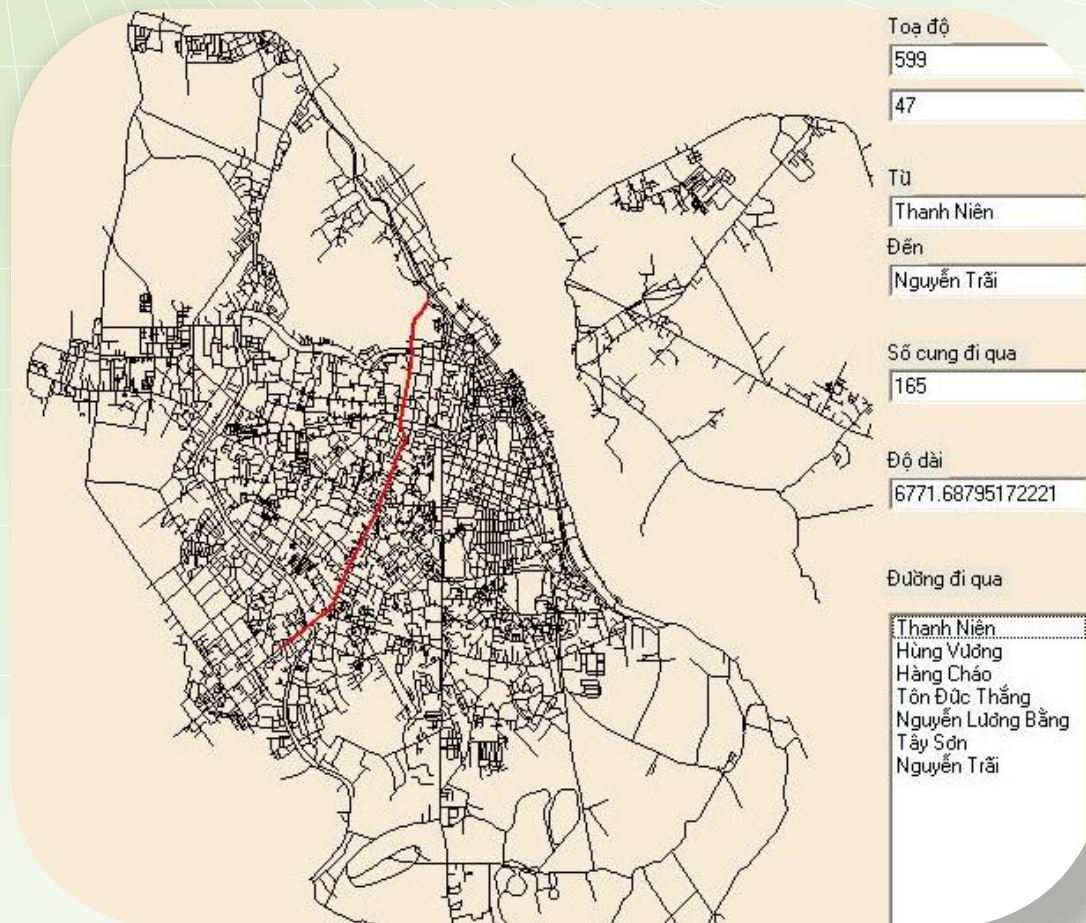 Toạ độ
599
47
Từ
Thanh Niên
Đến
Nguyễn Trãi
Số cung đi qua
165
Độ dài
6771.68795172221
Đường đi qua
Thanh Niên
Hùng Vương
Hàng Cháo
Tôn Đức Thắng
Nguyễn Lương Bằng
Tây Sơn
Nguyễn Trãi